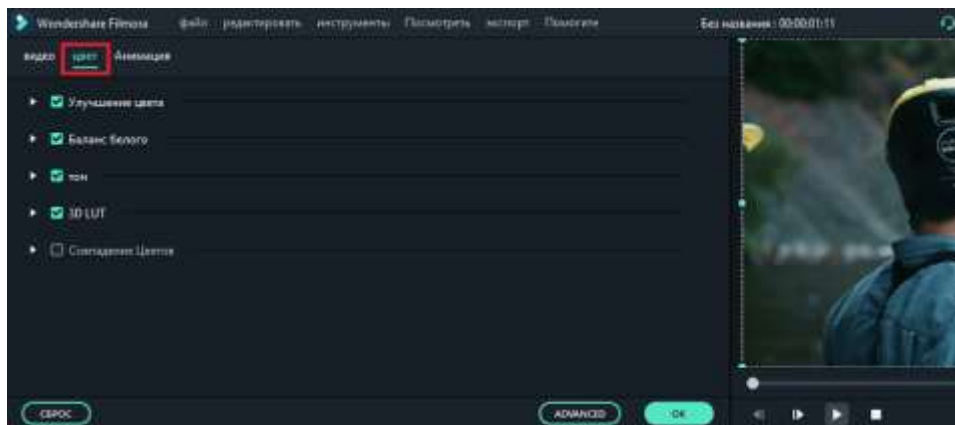 Wondershare Filmora файл редактировать инструменты Посмотреть экспорт Помогите Без названия : 00:00:01:11
видео цвет Анимация
Улучшение цвета
Баланс белого
тон
3D LUT
Совпадение Цветов
СБРОС ADVANCED OK